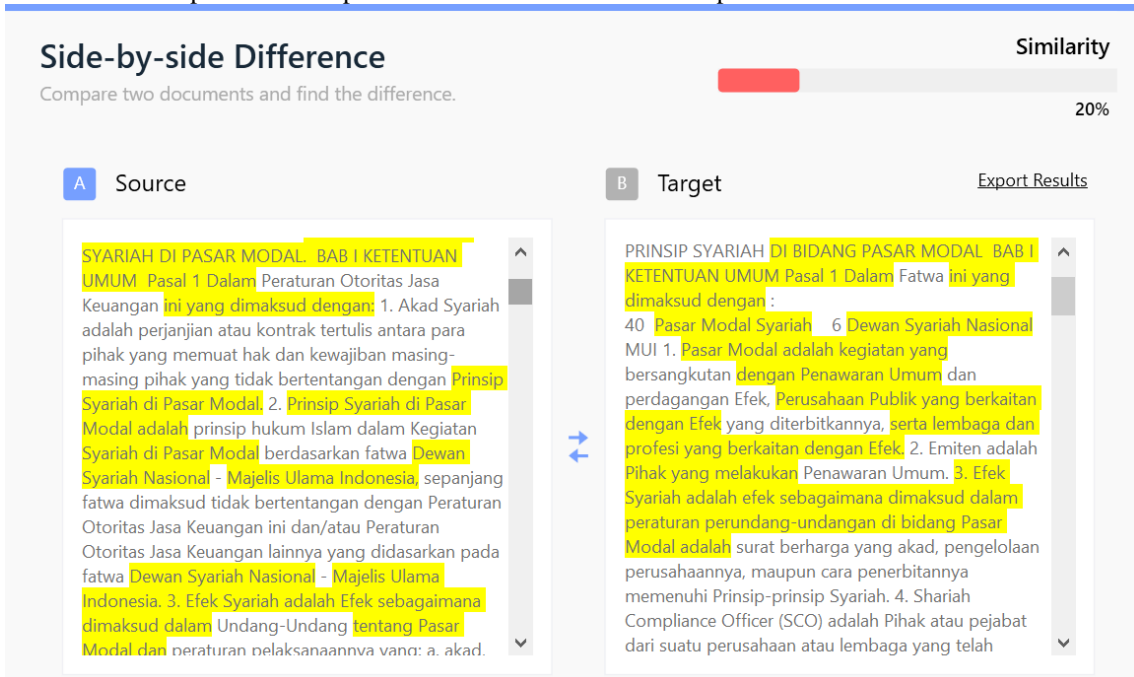 Side-by-side Difference
Compare two documents and find the difference.
Similarity
20%
A Source
B Target
Export Results
SYARIAH DI PASAR MODAL. BAB I KETENTUAN
UMUM Pasal 1 Dalam Peraturan Otoritas Jasa
Keuangan ini yang dimaksud dengan: 1. Akad Syariah
adalah perjanjian atau kontrak tertulis antara para
pihak yang memuat hak dan kewajiban masing-
masing pihak yang tidak bertentangan dengan Prinsip
Syariah di Pasar Modal. 2. Prinsip Syariah di Pasar
Modal adalah prinsip hukum Islam dalam Kegiatan
Syariah di Pasar Modal berdasarkan fatwa Dewan
Syariah Nasional - Majelis Ulama Indonesia, sepanjang
fatwa dimaksud tidak bertentangan dengan Peraturan
Otoritas Jasa Keuangan ini dan/atau Peraturan
Otoritas Jasa Keuangan lainnya yang didasarkan pada
fatwa Dewan Syariah Nasional - Majelis Ulama
Indonesia. 3. Efek Syariah adalah Efek sebagaimana
dimaksud dalam Undang-Undang tentang Pasar
Modal dan peraturan pelaksanaannya yang: a. akad,
PRINSIP SYARIAH DI BIDANG PASAR MODAL BAB I
KETENTUAN UMUM Pasal 1 Dalam Fatwa ini yang
dimaksud dengan :
40 Pasar Modal Syariah 6 Dewan Syariah Nasional
MUI 1. Pasar Modal adalah kegiatan yang
bersangkutan dengan Penawaran Umum dan
perdagangan Efek, Perusahaan Publik yang berkaitan
dengan Efek yang diterbitkannya, serta lembaga dan
profesi yang berkaitan dengan Efek. 2. Emiten adalah
Pihak yang melakukan Penawaran Umum. 3. Efek
Syariah adalah efek sebagaimana dimaksud dalam
peraturan perundang-undangan di bidang Pasar
Modal adalah surat berharga yang akad, pengelolaan
perusahaannya, maupun cara penerbitannya
memenuhi Prinsip-prinsip Syariah. 4. Shariah
Compliance Officer (SCO) adalah Pihak atau pejabat
dari suatu perusahaan atau lembaga yang telah